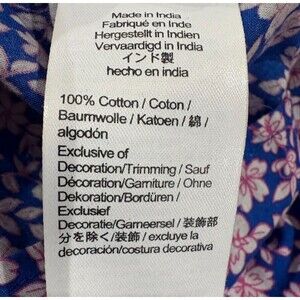 Made in India
Fabriqué en Inde
Hergestellt in Indien
Vervaardigd in India
インド製
hecho en india
100% Cotton / Coton /
Baumwolle / Katoen / 綿 /
algodón
Exclusive of
Decoration/Trimming / Sauf
Décoration/Garniture / Ohne
Dekoration/Bordüren /
Exclusief
Decoratie/Garneersel / 装飾部
分を除く/装飾 / excluye la
decoración/costura decorativa